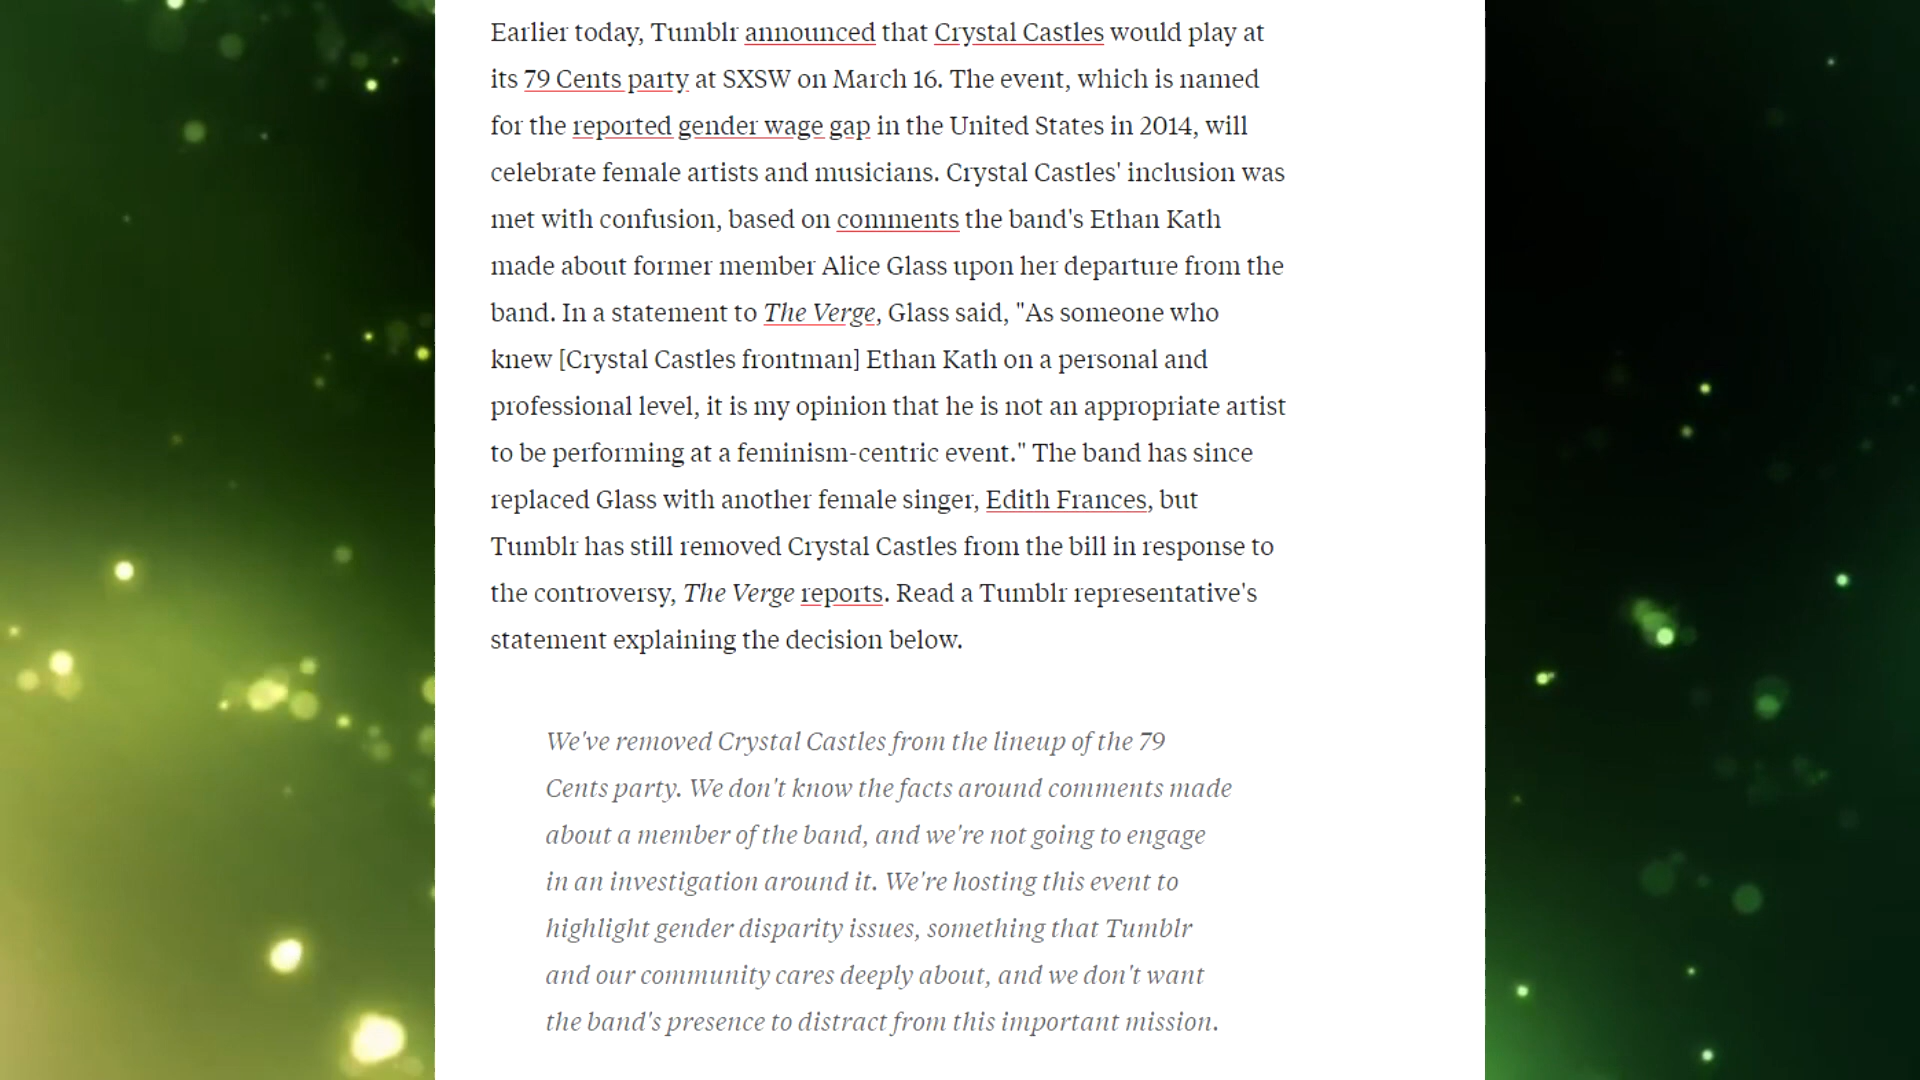 Earlier today, Tumblr announced that Crystal Castles would play at
its 79 Cents party at SXSW on March 16. The event, which is named
for the reported gender wage gap in the United States in 2014, will
celebrate female artists and musicians. Crystal Castles' inclusion was
met with confusion, based on comments the band's Ethan Kath
made about former member Alice Glass upon her departure from the
band. In a statement to The Verge, Glass said, "As someone who
knew [Crystal Castles frontman] Ethan Kath on a personal and
professional level, it is my opinion that he is not an appropriate artist
to be performing at a feminism-centric event." The band has since
replaced Glass with another female singer, Edith Frances, but
Tumblr has still removed Crystal Castles from the bill in response to
the controversy, The Verge reports. Read a Tumblr representative's
statement explaining the decision below.
We've removed Crystal Castles from the lineup of the 79
Cents party. We don't know the facts around comments made
about a member of the band, and we're not going to engage
in an investigation around it. We're hosting this event to
highlight gender disparity issues, something that Tumblr
and our community cares deeply about, and we don't want
the band's presence to distract from this important mission.